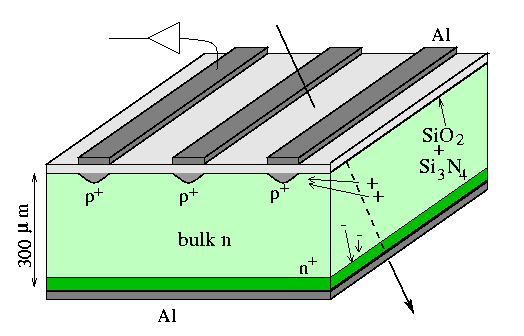 Al
SiO₂
+
Si₃N₄
p⁺ p⁺ p⁺
+
+
-
-
bulk n
n⁺
300 µm
Al